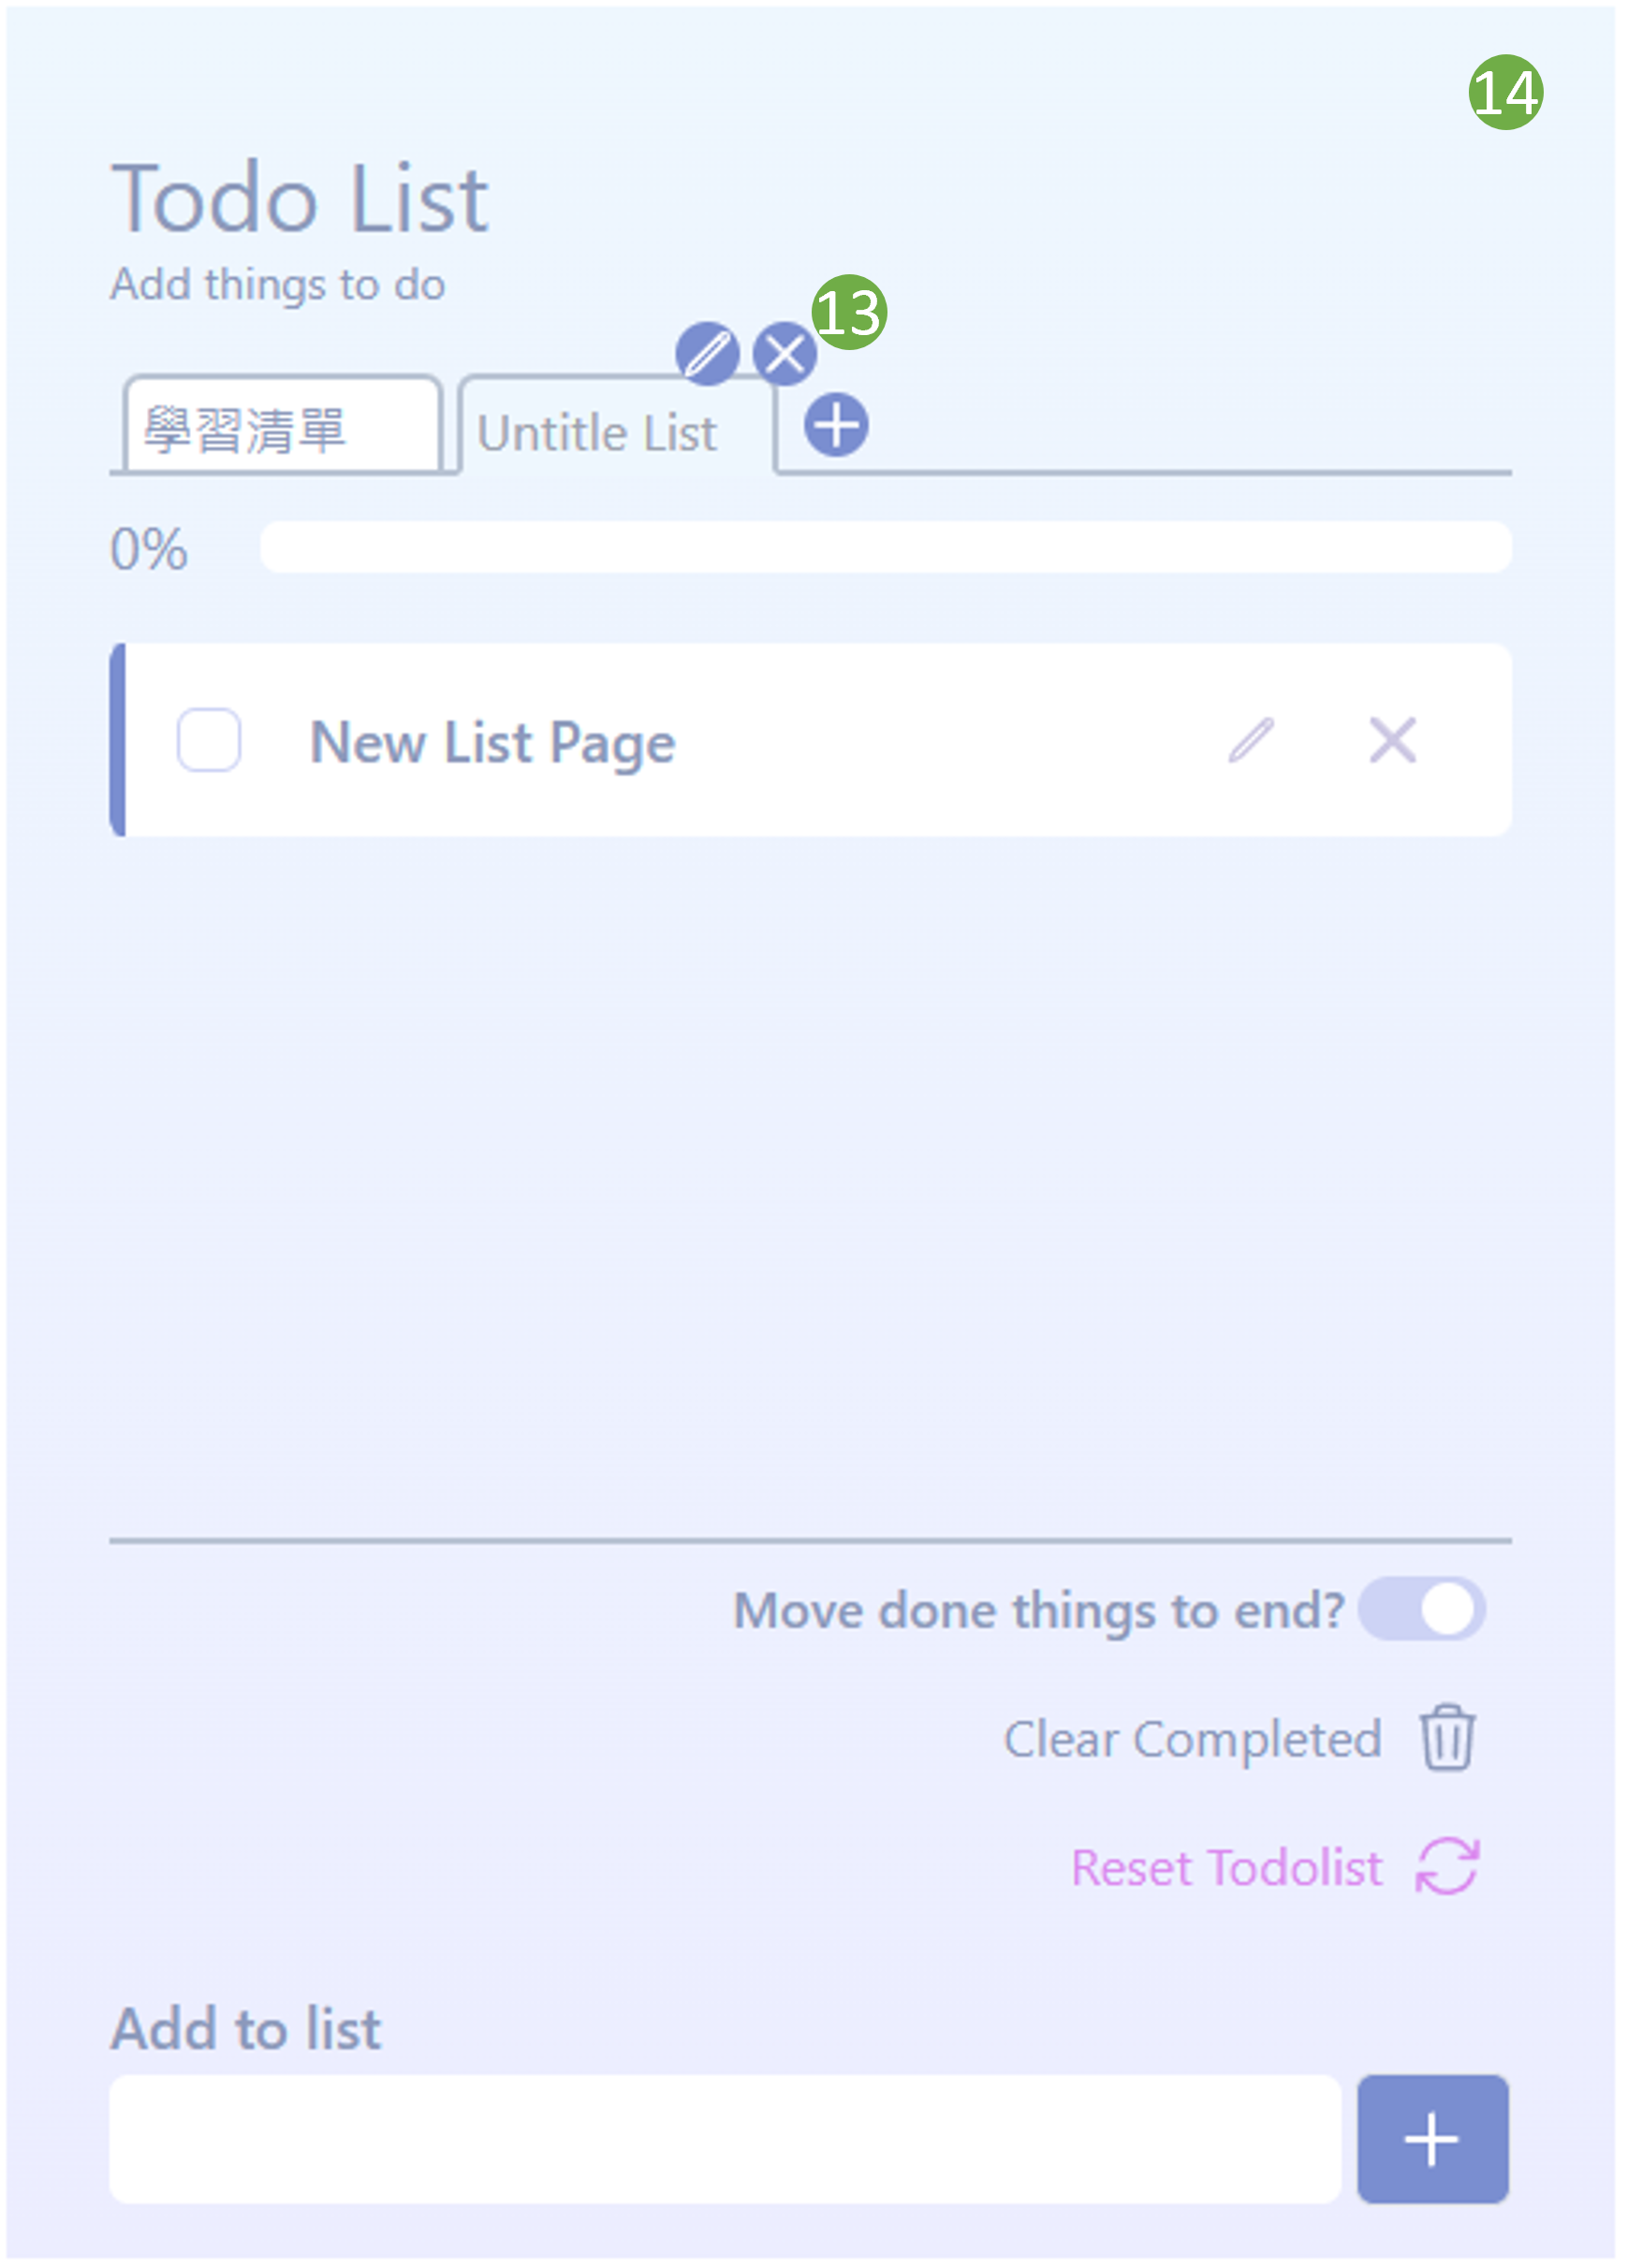 14
Todo List
Add things to do
13
學習清單
Untitle List
0%
New List Page
Move done things to end?
Clear Completed
Reset Todolist
Add to list